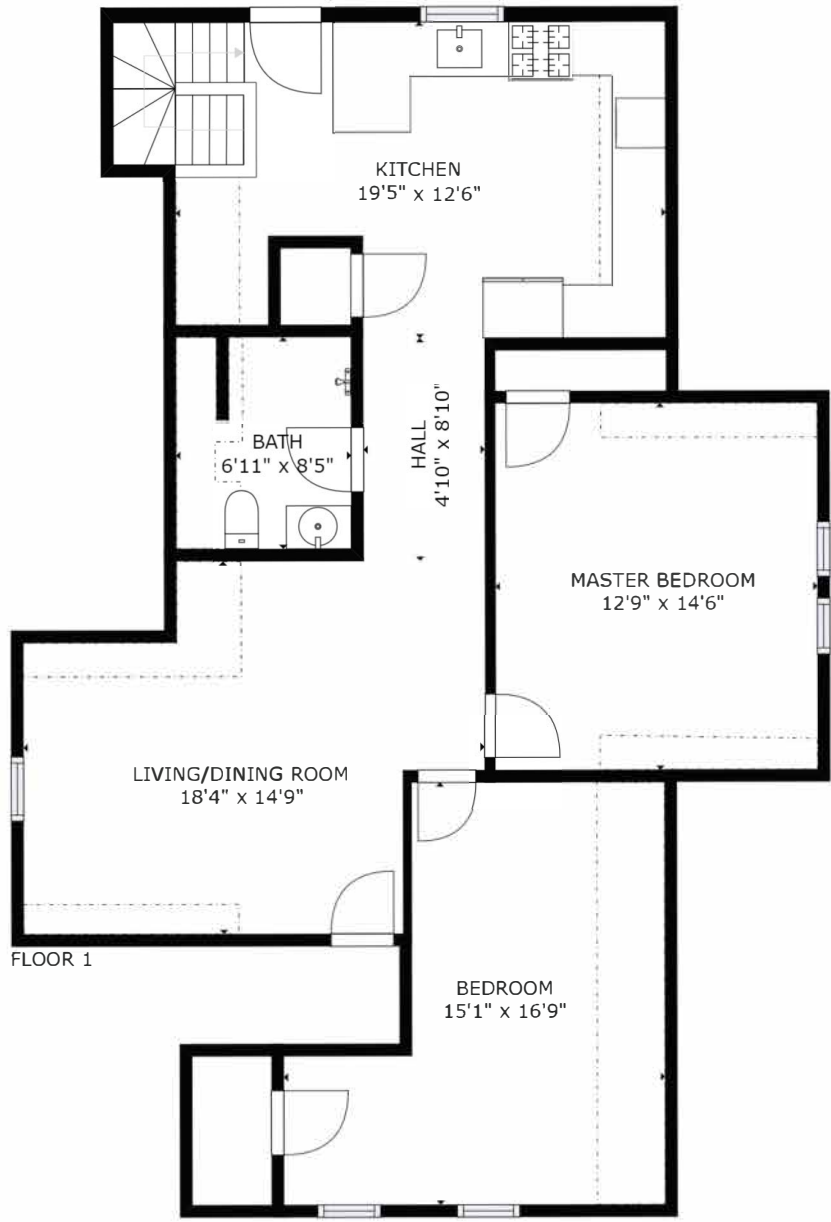 KITCHEN
19'5" x 12'6"
BATH
6'11" x 8'5"
HALL
4'10" x 8'10"
MASTER BEDROOM
12'9" x 14'6"
LIVING/DINING ROOM
18'4" x 14'9"
FLOOR 1
BEDROOM
15'1" x 16'9"